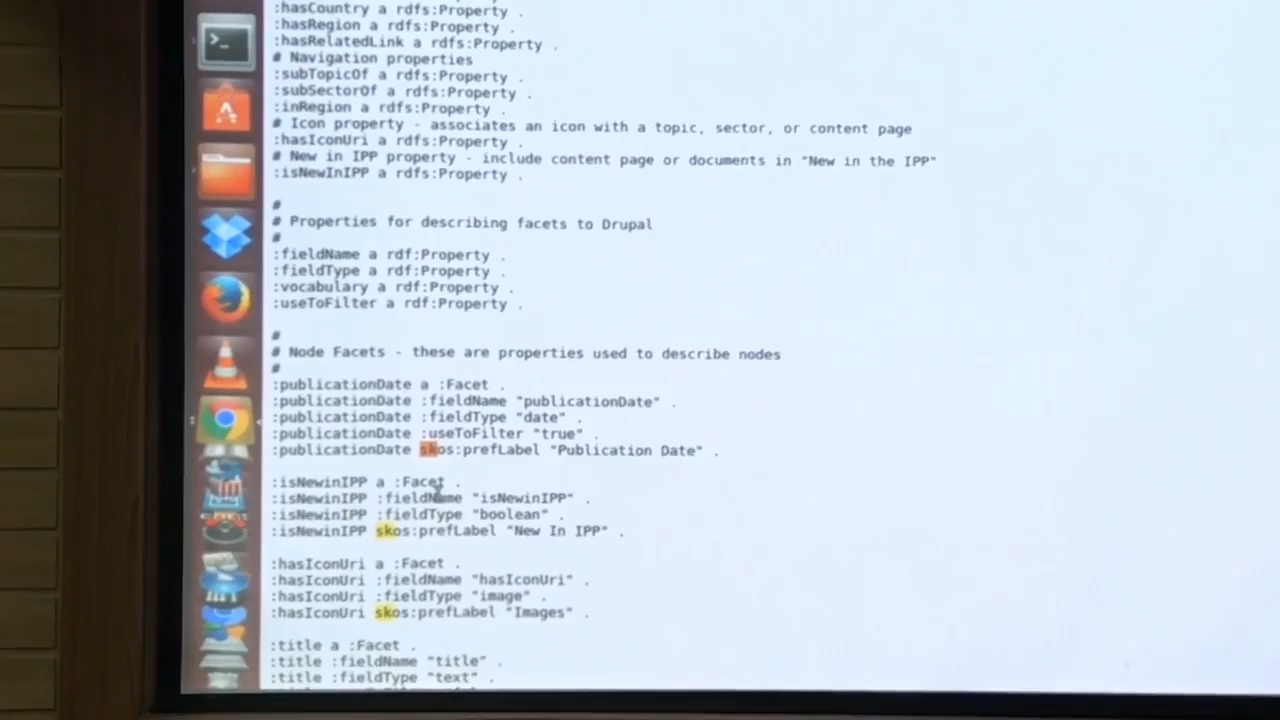 :hasCountry a rdfs:Property .
:hasRegion a rdfs:Property .
:hasRelatedLink a rdfs:Property .
# Navigation properties
:subTopicOf a rdfs:Property .
:subSectorOf a rdfs:Property .
:inRegion a rdfs:Property .
# Icon property - associates an icon with a topic, sector, or content page
:hasIconUri a rdfs:Property .
# New in IPP property - include content page or documents in "New in the IPP"
:isNewInIPP a rdfs:Property .
#
# Properties for describing facets to Drupal
#
:fieldName a rdf:Property .
:fieldType a rdf:Property .
:vocabulary a rdf:Property .
:useToFilter a rdf:Property .
#
# Node Facets - these are properties used to describe nodes
#
:publicationDate a :Facet .
:publicationDate :fieldName "publicationDate" .
:publicationDate :fieldType "date" .
:publicationDate :useToFilter "true" .
:publicationDate skos:prefLabel "Publication Date" .
:isNewinIPP a :Facet .
:isNewinIPP :fieldName "isNewinIPP" .
:isNewinIPP :fieldType "boolean" .
:isNewinIPP skos:prefLabel "New In IPP" .
:hasIconUri a :Facet .
:hasIconUri :fieldName "hasIconUri" .
:hasIconUri :fieldType "image" .
:hasIconUri skos:prefLabel "Images" .
:title a :Facet .
:title :fieldName "title" .
:title :fieldType "text" .